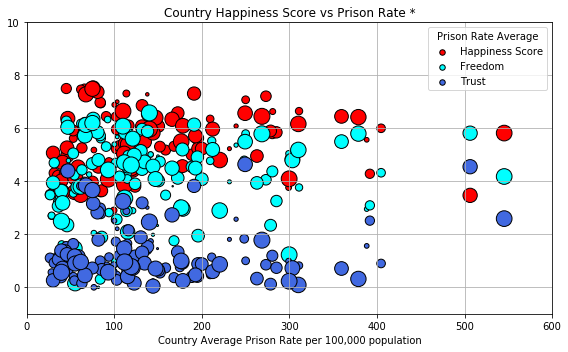 Country Happiness Score vs Prison Rate *
Prison Rate Average
Happiness Score
Freedom
Trust
10
8
6
4
2
0
0 100 200 300 400 500 600
Country Average Prison Rate per 100,000 population